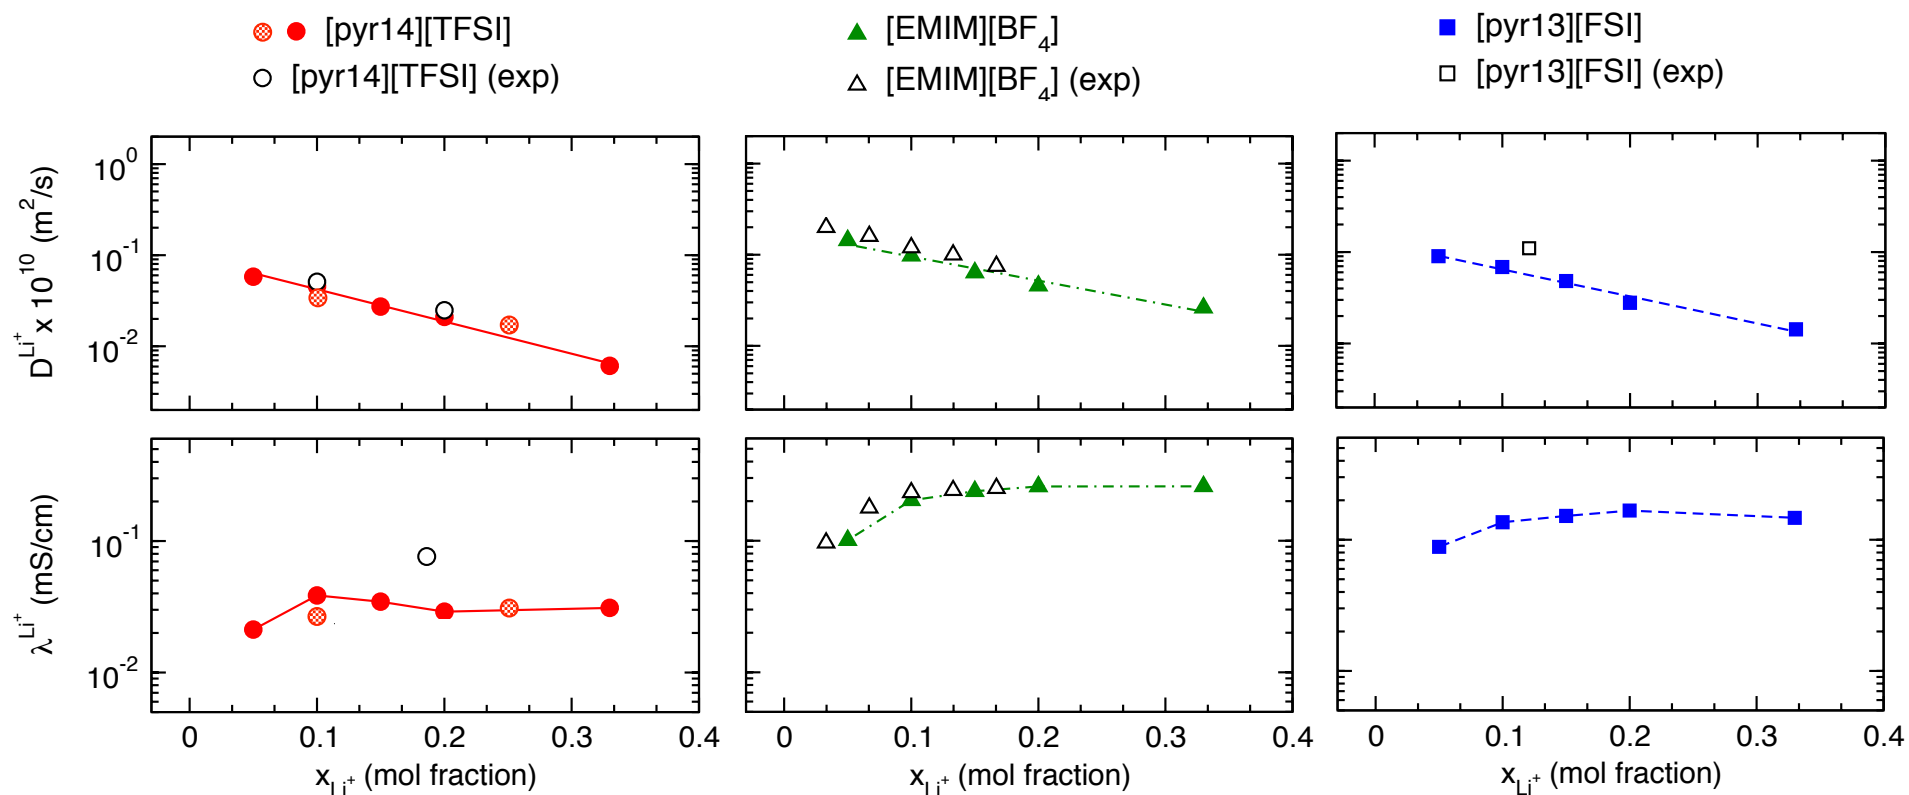 [pyr14][TFSI]
[pyr14][TFSI] (exp)
[EMIM][BF4]
[EMIM][BF4] (exp)
[pyr13][FSI]
[pyr13][FSI] (exp)
D^Li+ x 10^10 (m^2/s)
10^0
10^-1
10^-2
λ^Li+ (mS/cm)
10^-1
10^-2
0 0.1 0.2 0.3 0.4
0 0.1 0.2 0.3 0.4
0 0.1 0.2 0.3 0.4
x_Li+ (mol fraction)
x_Li+ (mol fraction)
x_Li+ (mol fraction)